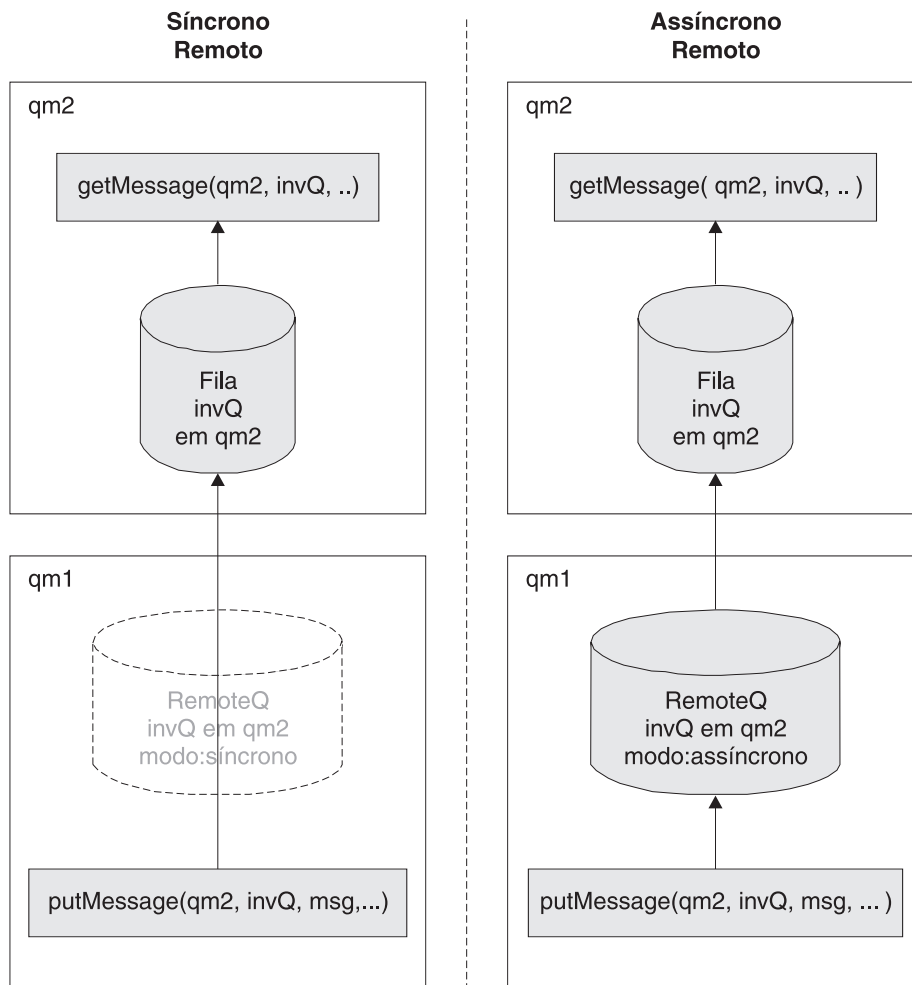 Síncrono
Remoto
qm2
getMessage(qm2, invQ, ..)
Fila
invQ
em qm2
qm1
RemoteQ
invQ em qm2
modo:síncrono
putMessage(qm2, invQ, msg,...)
Assíncrono
Remoto
qm2
getMessage( qm2, invQ, .. )
Fila
invQ
em qm2
qm1
RemoteQ
invQ em qm2
modo:assíncrono
putMessage(qm2, invQ, msg, ... )